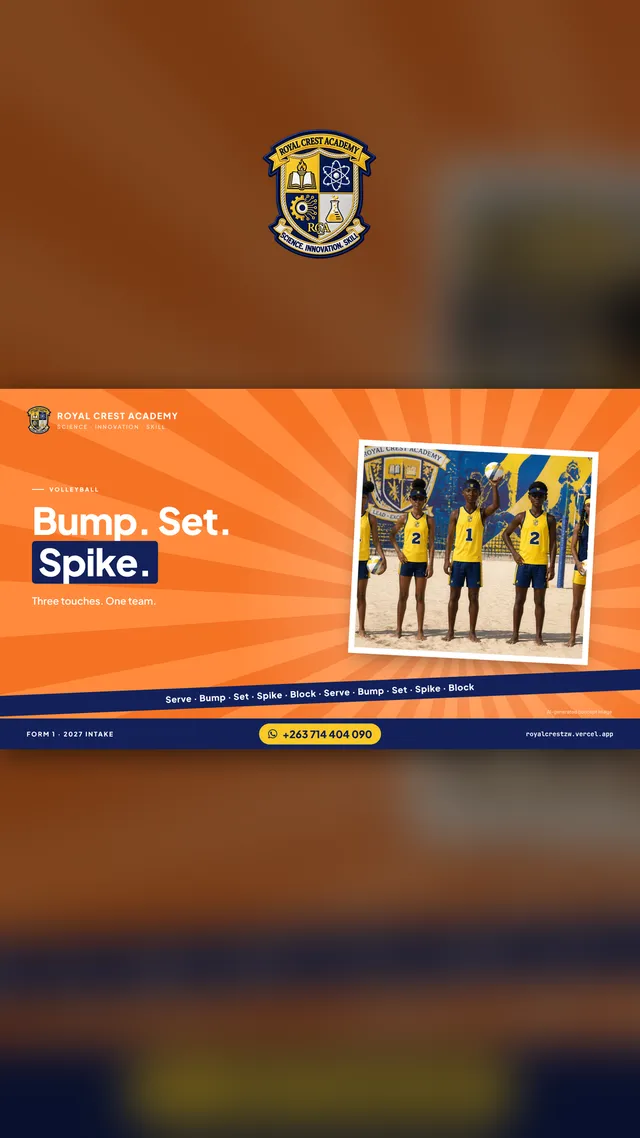 ROYAL CREST ACADEMY
RCA
SCIENCE. INNOVATION. SKILL
ROYAL CREST ACADEMY
SCIENCE · INNOVATION · SKILL
VOLLEYBALL
Bump. Set.
Spike.
Three touches. One team.
ROYAL CREST ACADEMY
LEAD
2
1
2
Serve · Bump · Set · Spike · Block · Serve · Bump · Set · Spike · Block
FORM 1 · 2027 INTAKE
+263 714 404 090
royalcrestzw.vercel.app